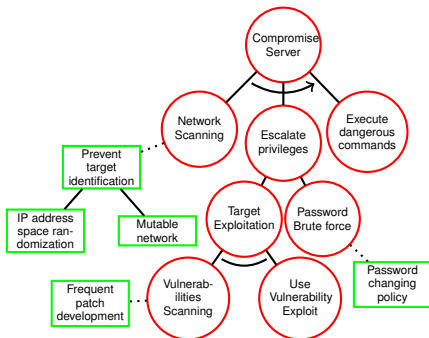 Compromise
Server
Network
Scanning
Escalate
privileges
Execute
dangerous
commands
Prevent
target
identification
IP address
space ran-
domization
Mutable
network
Target
Exploitation
Password
Brute force
Frequent
patch
development
Vulnerab-
ilities
Scanning
Use
Vulnerability
Exploit
Password
changing
policy